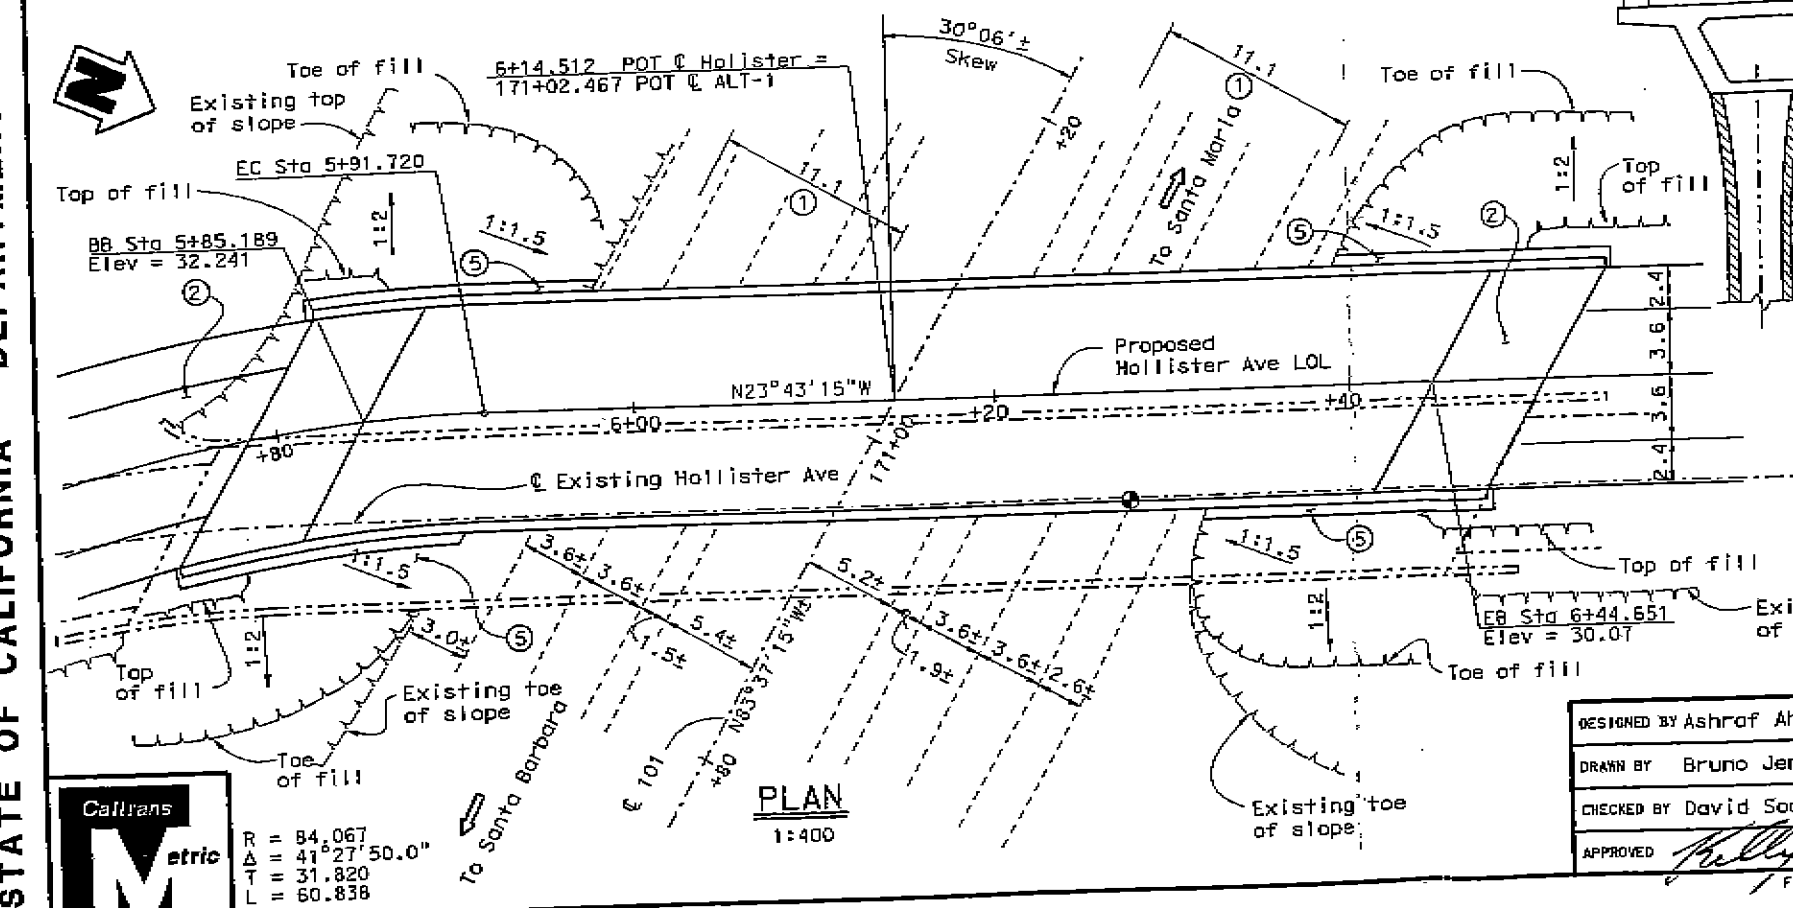 STATE OF CALIFORNIA
N
Toe of fill
Existing top
of slope
6+14.512 POT ℄ Hollister =
171+02.467 POT ℄ ALT-1
30°06'±
Skew
11.1
1
Toe of fill
+20
To Santa Maria
EC Sta 5+91.720
Top of fill
1:2
1:1.5
11.1
1
1:2
Top
of fill
BB Sta 5+85.189
Elev = 32.241
2
5
5
1:1.5
2
2.4
3.6
3.6
2.4
Proposed
Hollister Ave LOL
N23°43'15"W
+80
6+00
+20
+40
171+00
℄ Existing Hollister Ave
1:1.5
3.6±
3.6±
1.5±
5.4±
5.2±
3.6±
1.9±
3.6±
2.6±
1:1.5
5
Top of fill
1:2
EB Sta 6+44.651
Elev = 30.07
Exi
of
Toe of fill
Top
of fill
1:2
3.0±
5
Existing toe
of slope
Toe
of fill
To Santa Barbara
℄ 101
N83°37'15"W±
+80
PLAN
1:400
Existing toe
of slope
Caltrans
Metric
R = 84.067
Δ = 41°27'50.0"
T = 31.820
L = 60.838
DESIGNED BY Ashraf Ah
DRAWN BY Bruno Jer
CHECKED BY David
APPROVED